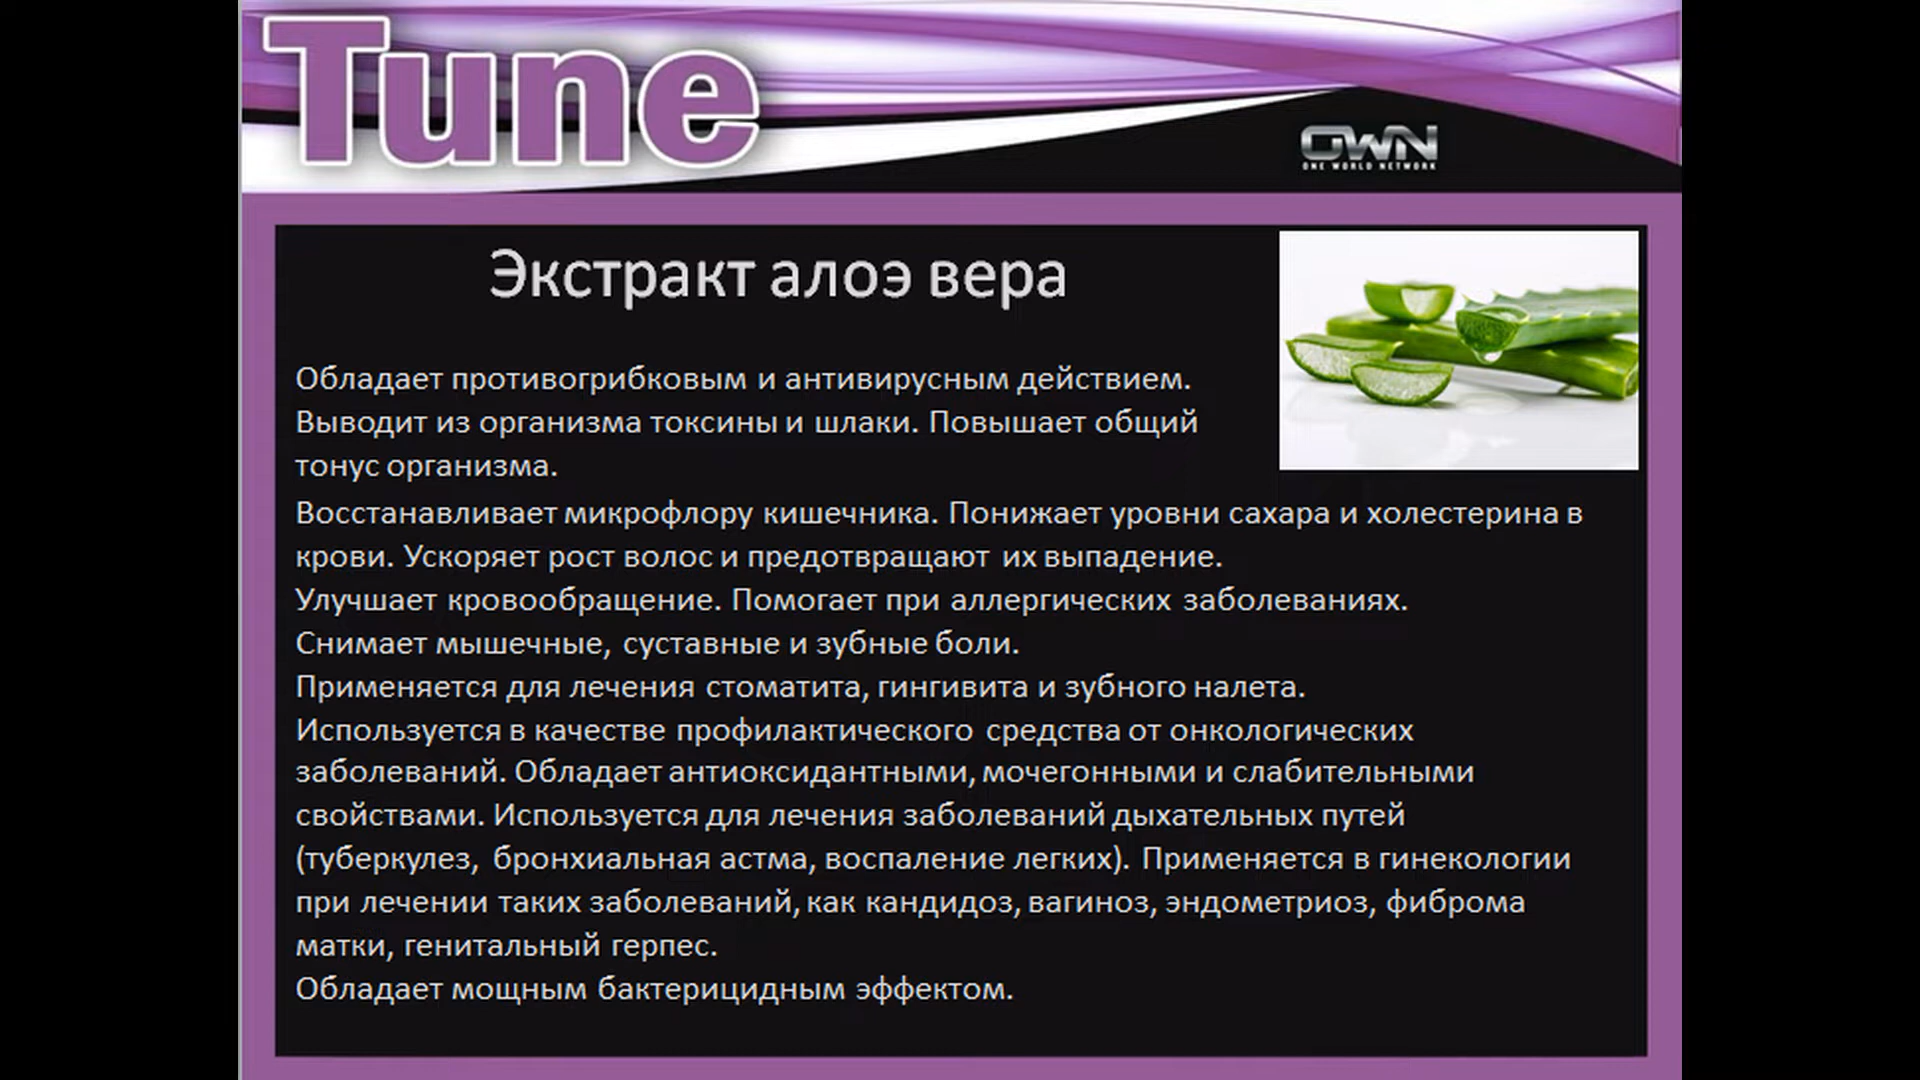 Tune
OWN
ONE WORLD NETWORK
Экстракт алоэ вера
Обладает противогрибковым и антивирусным действием.
Выводит из организма токсины и шлаки. Повышает общий
тонус организма.
Восстанавливает микрофлору кишечника. Понижает уровни сахара и холестерина в
крови. Ускоряет рост волос и предотвращают их выпадение.
Улучшает кровообращение. Помогает при аллергических заболеваниях.
Снимает мышечные, суставные и зубные боли.
Применяется для лечения стоматита, гингивита и зубного налета.
Используется в качестве профилактического средства от онкологических
заболеваний. Обладает антиоксидантными, мочегонными и слабительными
свойствами. Используется для лечения заболеваний дыхательных путей
(туберкулез, бронхиальная астма, воспаление легких). Применяется в гинекологии
при лечении таких заболеваний, как кандидоз, вагиноз, эндометриоз, фиброма
матки, генитальный герпес.
Обладает мощным бактерицидным эффектом.